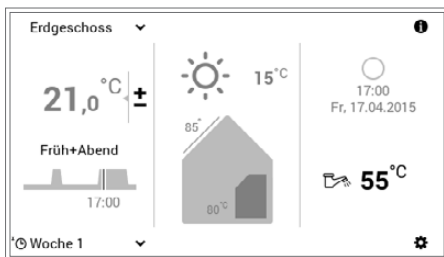 Erdgeschoss
21,0°C ±
Früh+Abend
17:00
Woche 1
15°C
85°
80°C
17:00
Fr, 17.04.2015
55°C